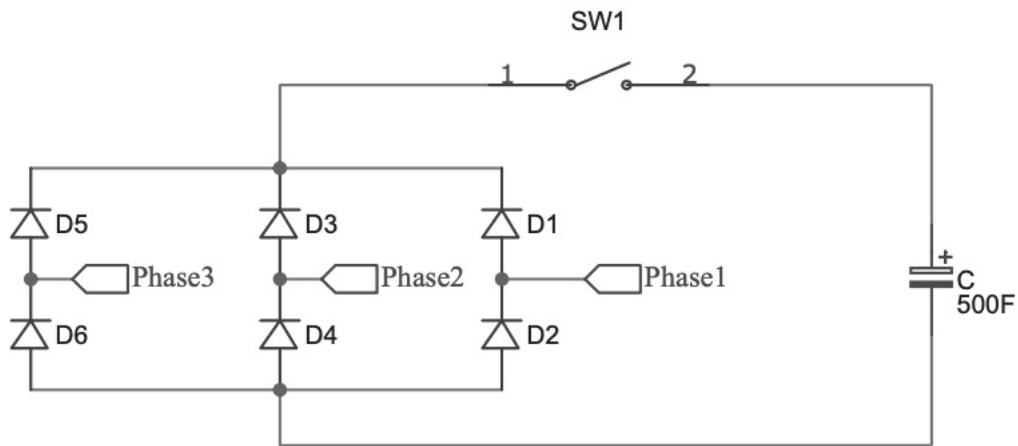 SW1
1 2
D5 D3 D1
Phase3 Phase2 Phase1
+
C
500F
D6 D4 D2